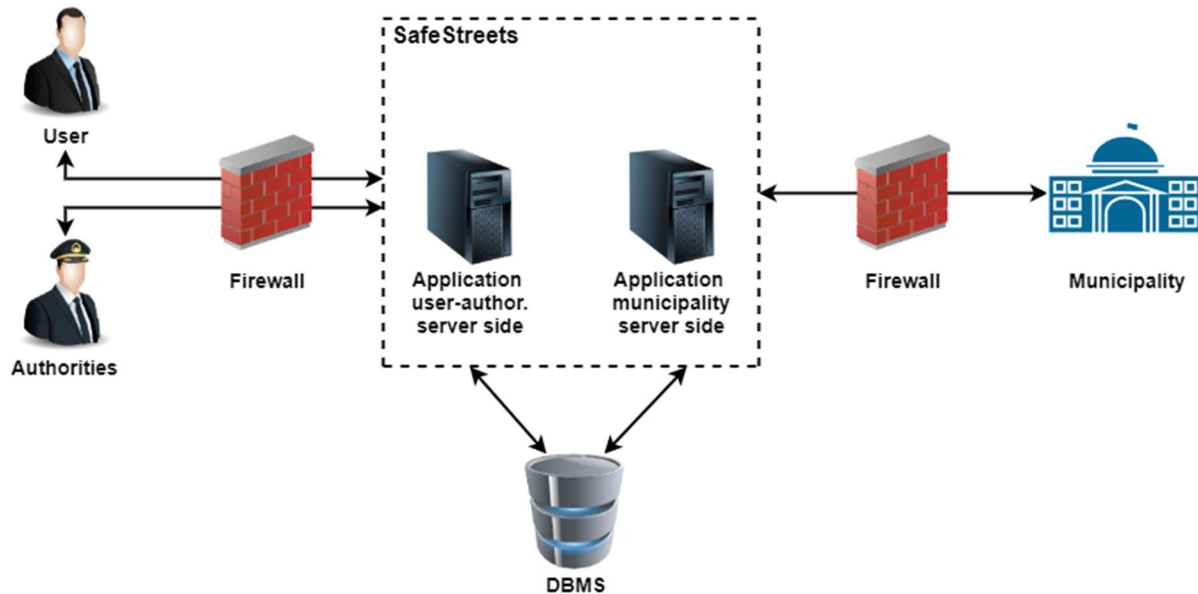 SafeStreets
User
Firewall
Authorities
Application
user-author.
server side
Application
municipality
server side
Firewall
Municipality
DBMS